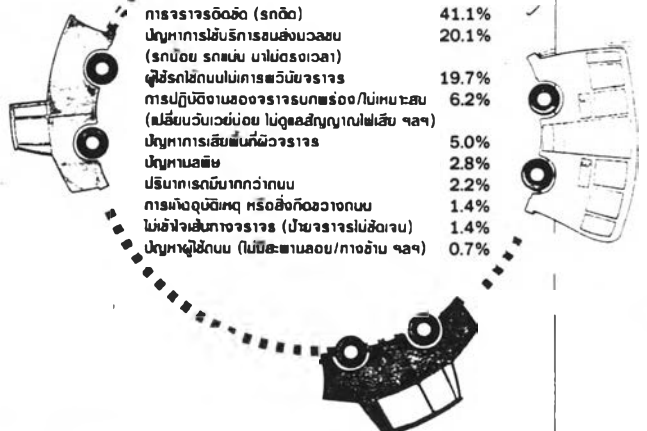 การจราจรติดขัด (รถติด) 41.1%
ปัญหาการใช้บริการขนส่งมวลชน 20.1%
(รถน้อย รถแน่น มาไม่ตรงเวลา)
ผู้ใช้รถใช้ถนนไม่เคารพวินัยจราจร 19.7%
การปฏิบัติงานของจราจรบกพร่อง/ไม่เหมาะสม 6.2%
(เปลี่ยนวันเวย์บ่อย ไม่ดูแลสัญญาณไฟเสีย ฯลฯ)
ปัญหาการเสียพื้นที่ผิวจราจร 5.0%
ปัญหามลพิษ 2.8%
ปริมาณรถมีมากกว่าถนน 2.2%
การเกิดอุบัติเหตุ หรือสิ่งกีดขวางถนน 1.4%
ไม่เข้าใจเส้นทางจราจร (ป้ายจราจรไม่ชัดเจน) 1.4%
ปัญหาผู้ใช้ถนน (ไม่มีสะพานลอย/ทางข้าม ฯลฯ) 0.7%